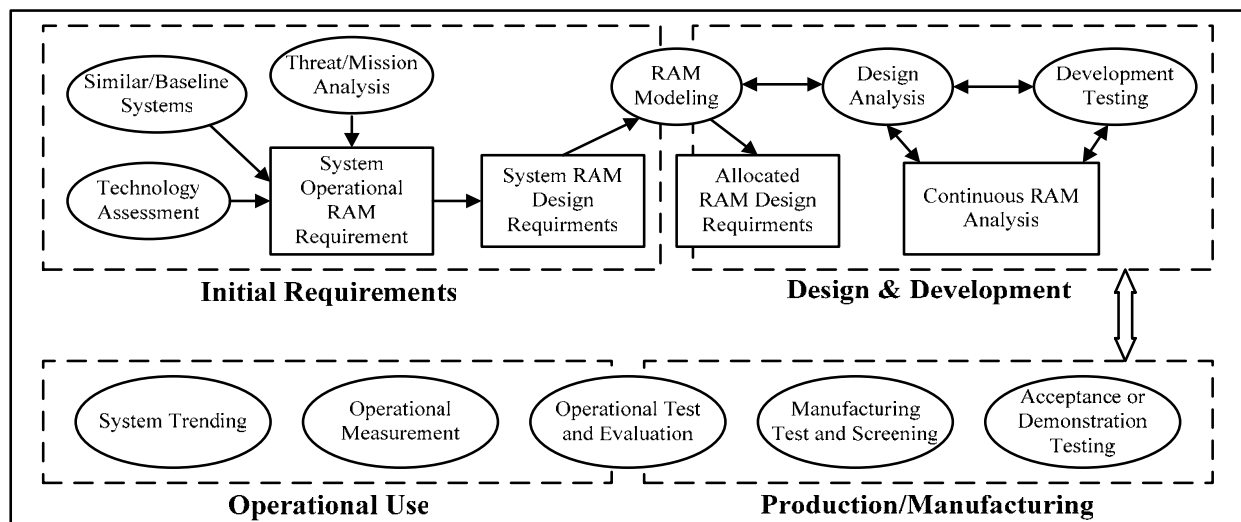 Similar/Baseline
Systems
Threat/Mission
Analysis
Technology
Assessment
System
Operational
RAM
Requirement
System RAM
Design
Requirments
RAM
Modeling
Allocated
RAM Design
Requirments
Design
Analysis
Development
Testing
Continuous RAM
Analysis
Initial Requirements
Design & Development
System Trending
Operational
Measurement
Operational Test
and Evaluation
Manufacturing
Test and Screening
Acceptance or
Demonstration
Testing
Operational Use
Production/Manufacturing